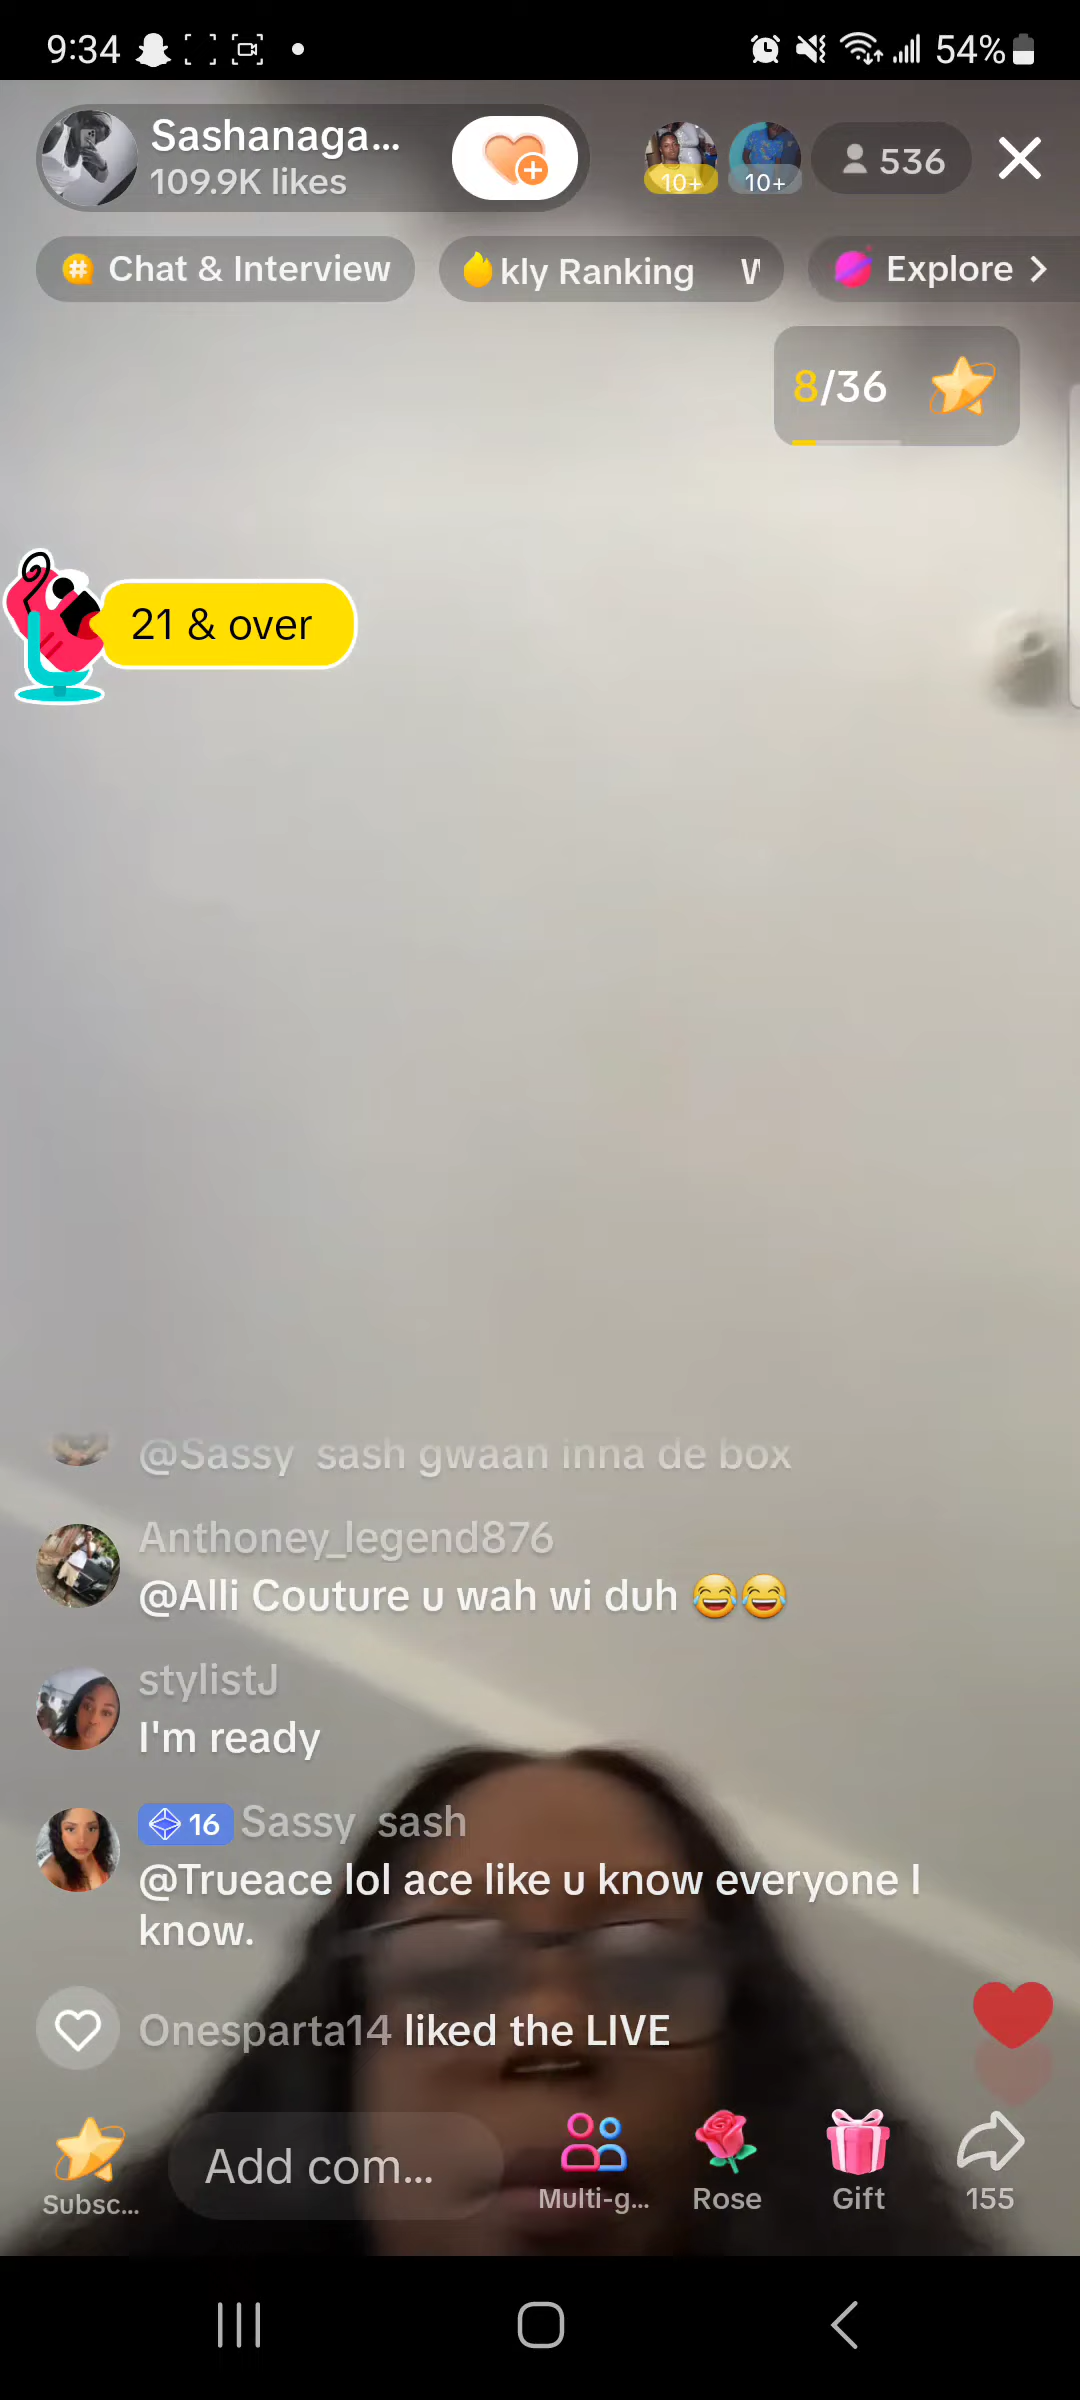 9:34
54%
Sashanaga...
109.9K likes
10+
10+
536
Chat & Interview
kly Ranking
Explore
8/36
21 & over
@Sassy sash gwaan inna de box
Anthoney_legend876
@Alli Couture u wah wi duh 😂😂
stylistJ
I'm ready
16 Sassy sash
@Trueace lol ace like u know everyone I
know.
Onesparta14 liked the LIVE
Add com...
Subsc...
Multi-g...
Rose
Gift
155